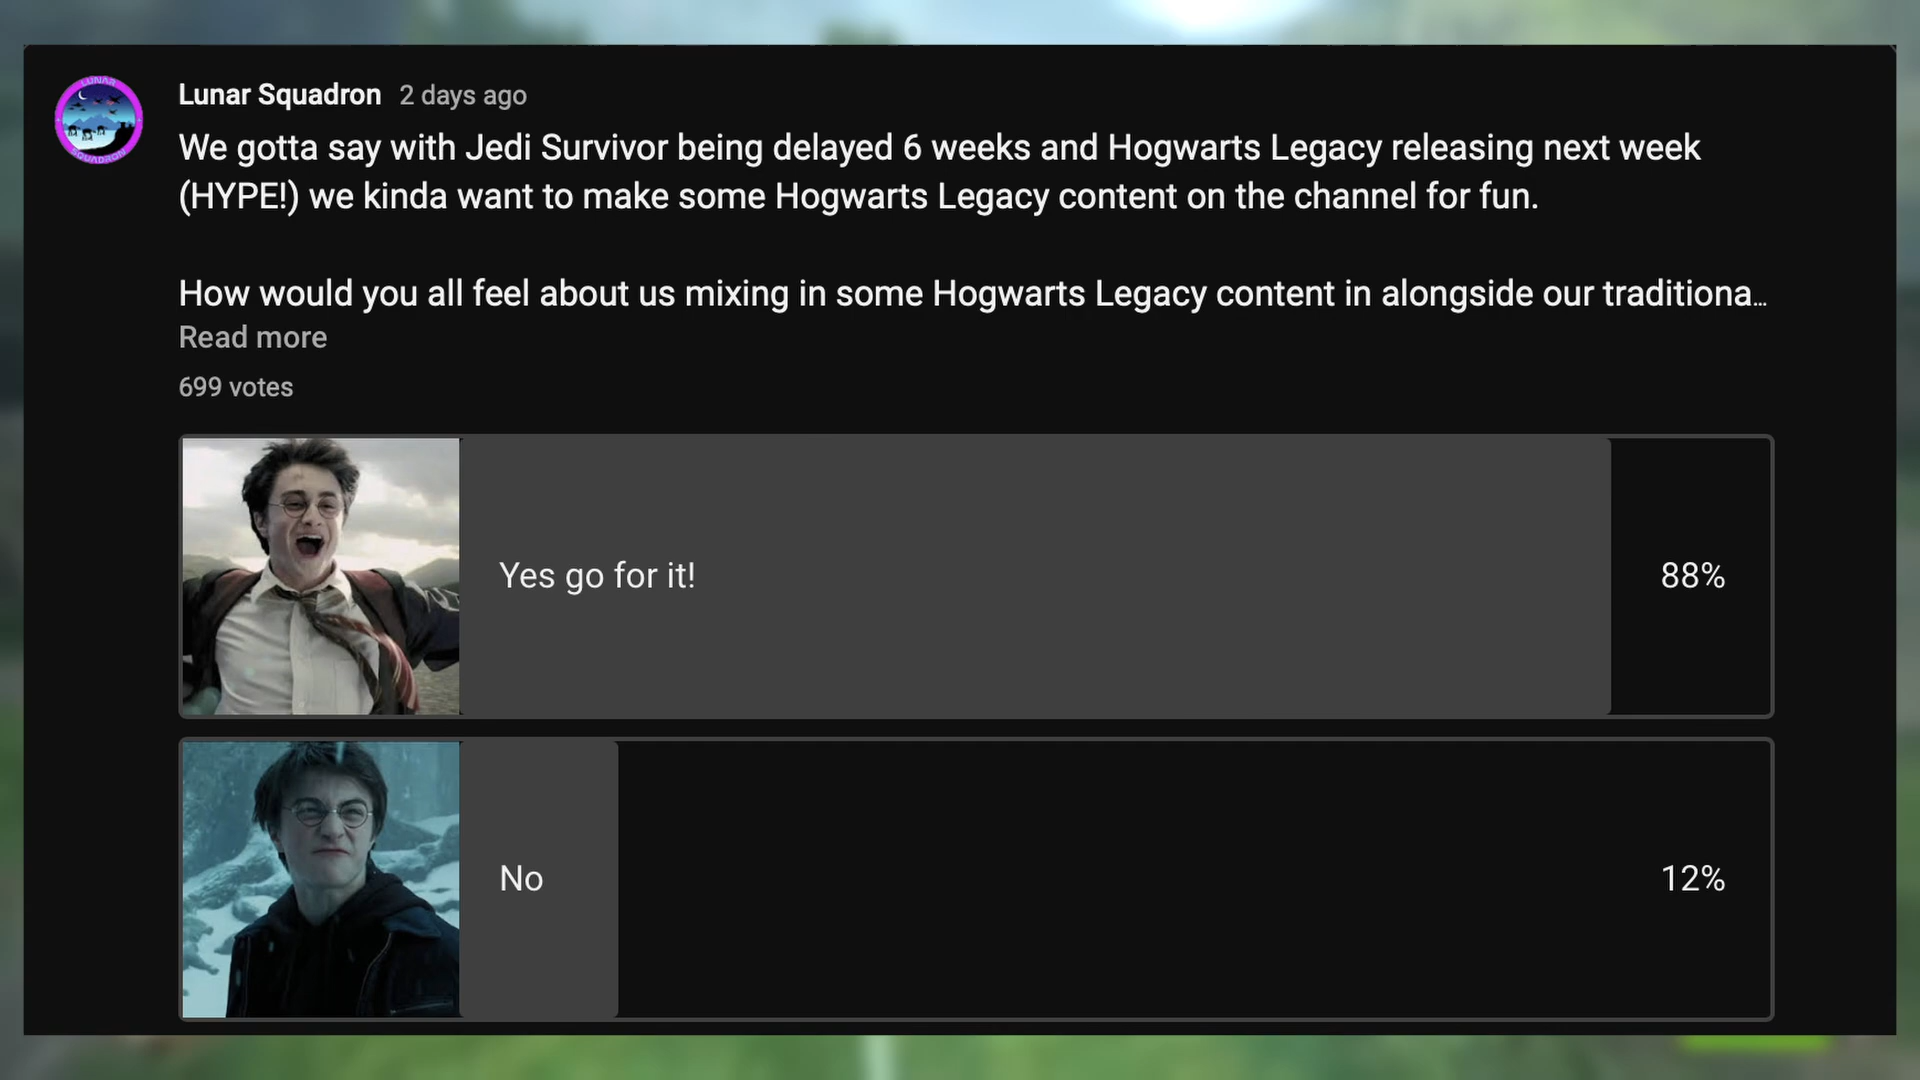 LUNAR
SQUADRON
Lunar Squadron 2 days ago
We gotta say with Jedi Survivor being delayed 6 weeks and Hogwarts Legacy releasing next week
(HYPE!) we kinda want to make some Hogwarts Legacy content on the channel for fun.
How would you all feel about us mixing in some Hogwarts Legacy content in alongside our traditiona...
Read more
699 votes
Yes go for it! 88%
No 12%